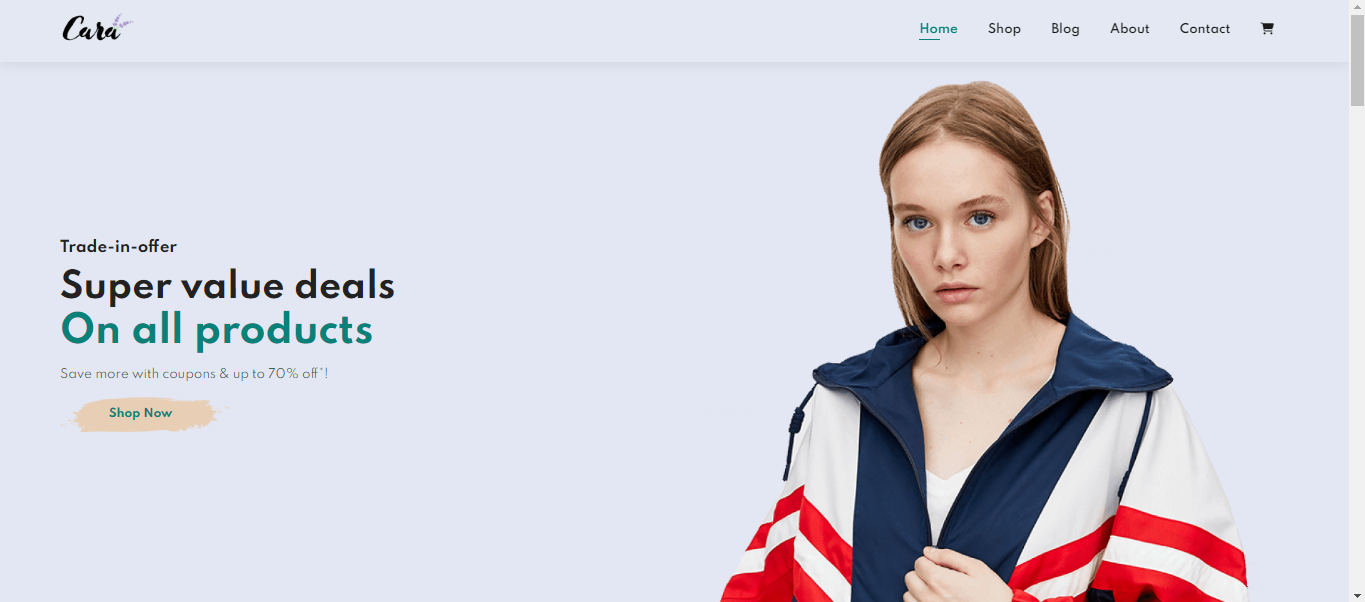 Cara
Home Shop Blog About Contact
Trade-in-offer
Super value deals
On all products
Save more with coupons & up to 70% off*!
Shop Now